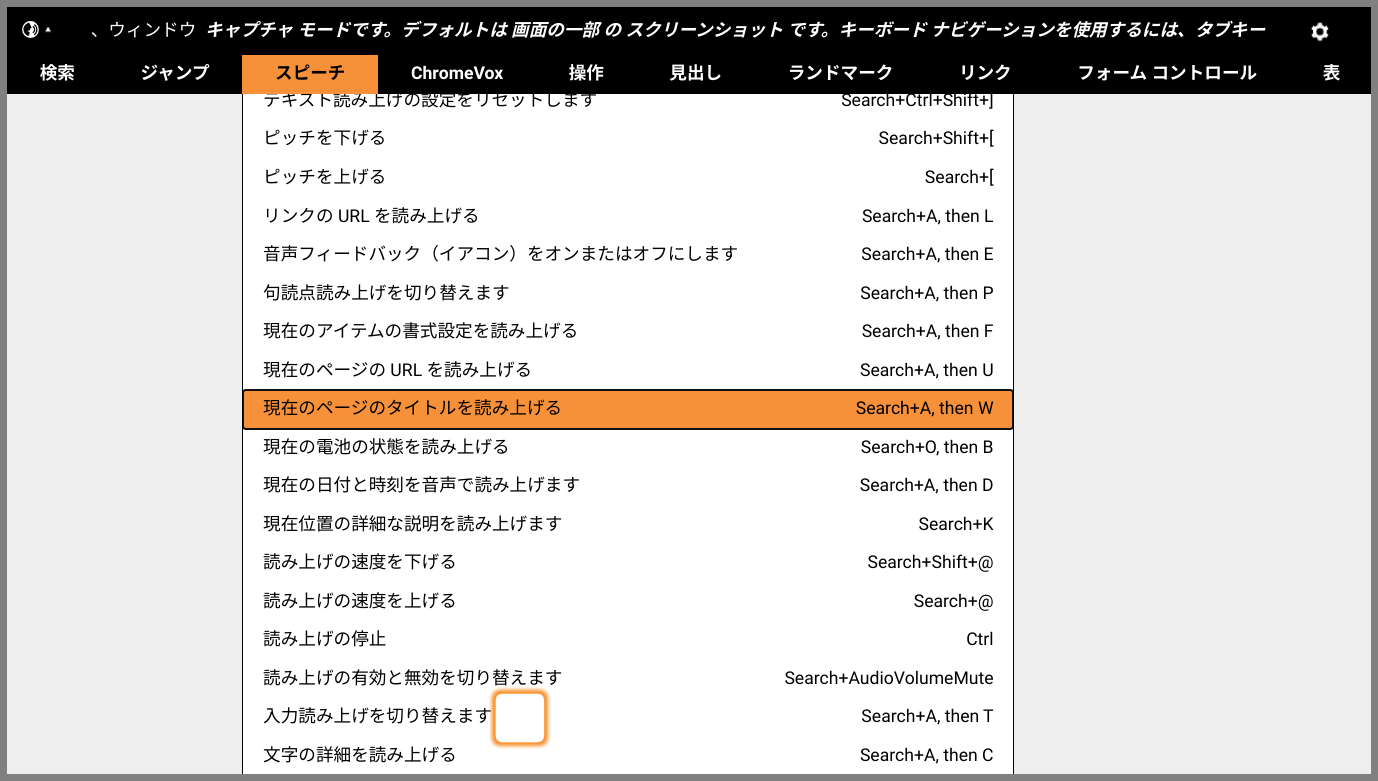 、ウィンドウ キャプチャ モードです。デフォルトは 画面の一部 の スクリーンショット です。キーボード ナビゲーションを使用するには、タブキー
検索 ジャンプ スピーチ ChromeVox 操作 見出し ランドマーク リンク フォーム コントロール 表
テキスト読み上げの設定をリセットします Search+Ctrl+Shift+]
ピッチを下げる Search+Shift+[
ピッチを上げる Search+[
リンクの URL を読み上げる Search+A, then L
音声フィードバック（イアコン）をオンまたはオフにします Search+A, then E
句読点読み上げを切り替えます Search+A, then P
現在のアイテムの書式設定を読み上げる Search+A, then F
現在のページの URL を読み上げる Search+A, then U
現在のページのタイトルを読み上げる Search+A, then W
現在の電池の状態を読み上げる Search+O, then B
現在の日付と時刻を音声で読み上げます Search+A, then D
現在位置の詳細な説明を読み上げます Search+K
読み上げの速度を下げる Search+Shift+@
読み上げの速度を上げる Search+@
読み上げの停止 Ctrl
読み上げの有効と無効を切り替えます Search+AudioVolumeMute
入力読み上げを切り替えます Search+A, then T
文字の詳細を読み上げる Search+A, then C